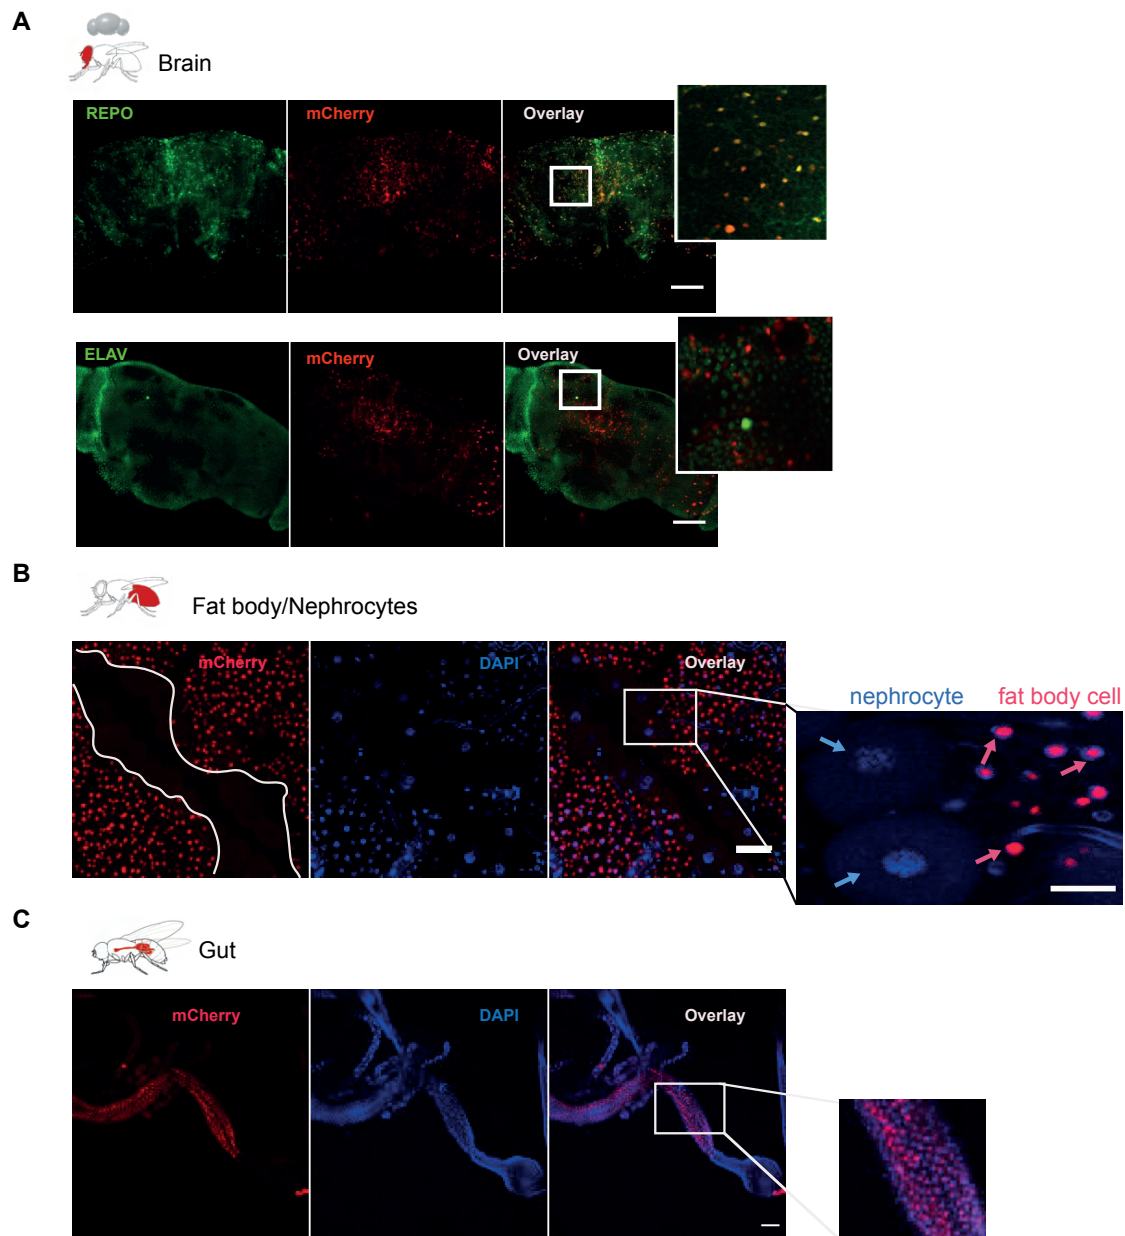 A
Brain
REPO
mCherry
Overlay
ELAV
mCherry
Overlay
B
Fat body/Nephrocytes
mCherry
DAPI
Overlay
nephrocyte
fat body cell
C
Gut
mCherry
DAPI
Overlay